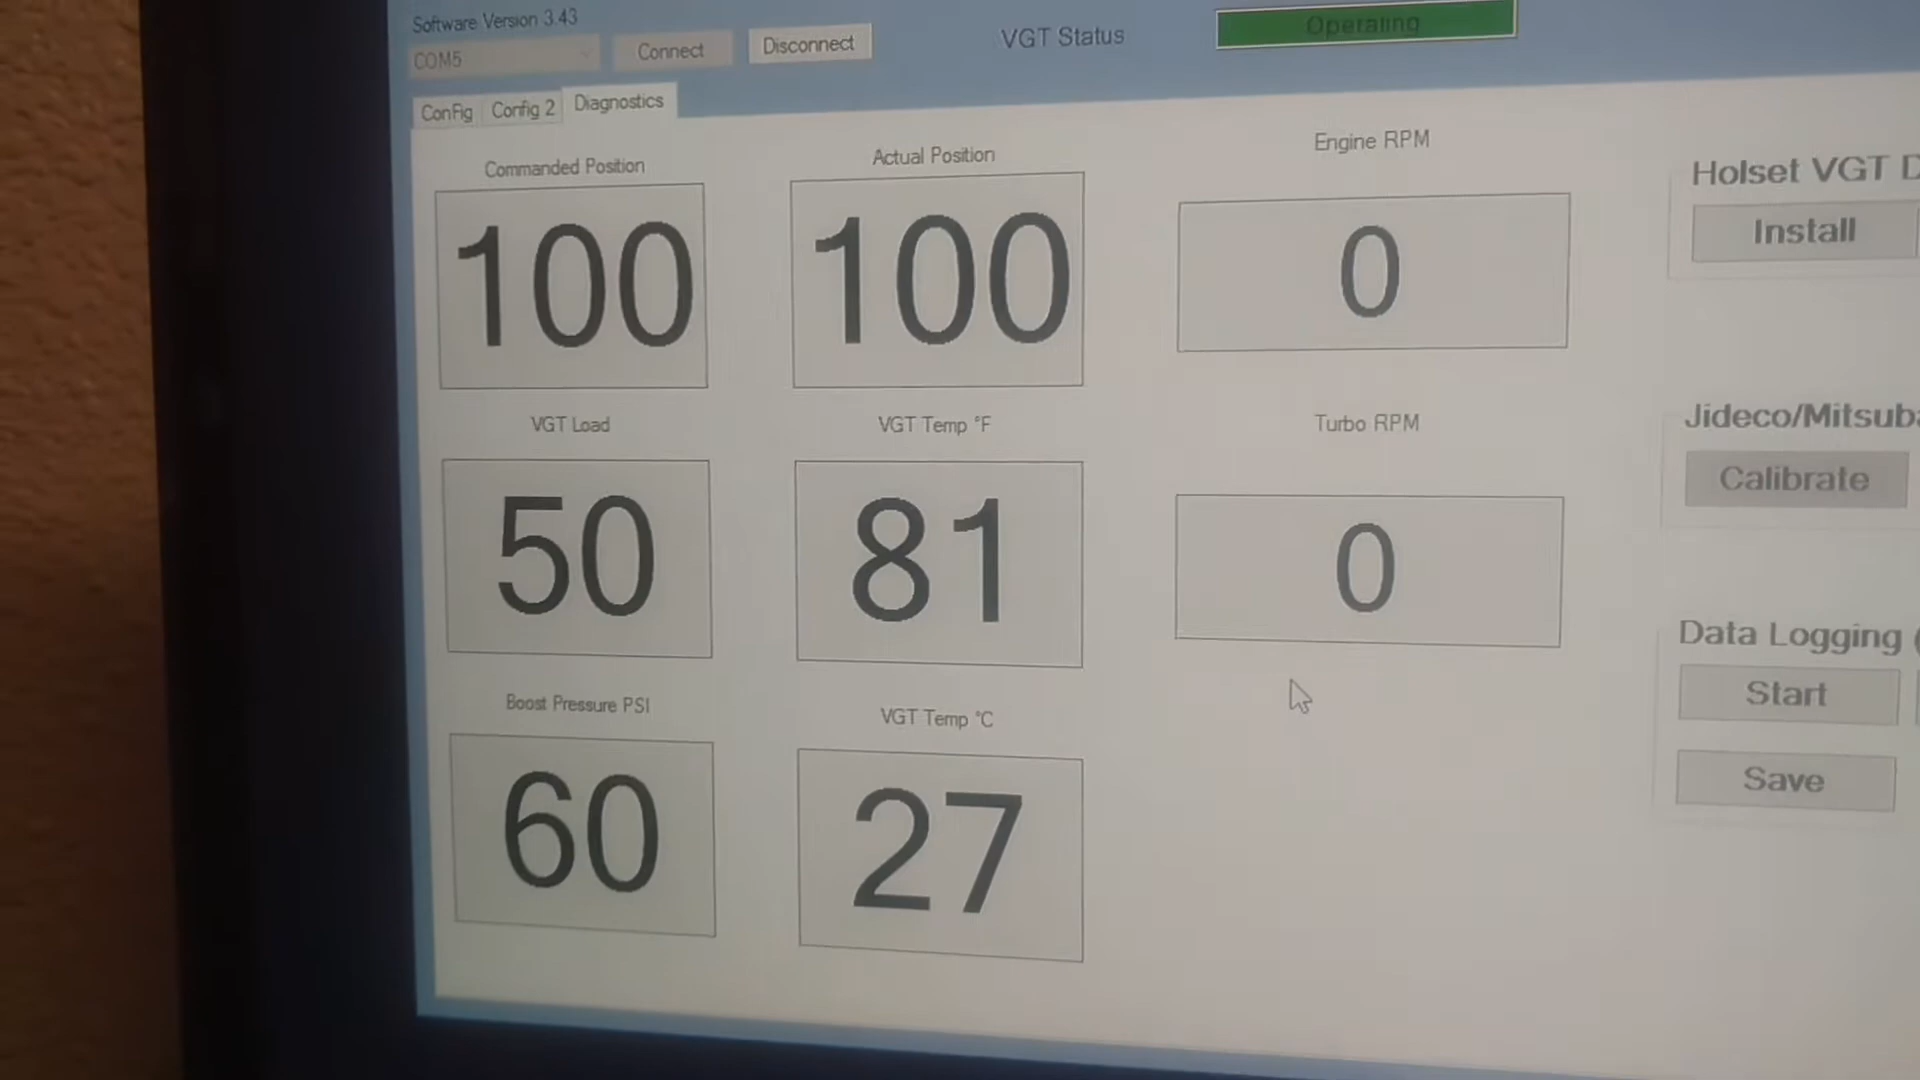 Software Version 3.43
COM5
Connect
Disconnect
VGT Status
Operating
ConFig
Config 2
Diagnostics
Commanded Position
Actual Position
Engine RPM
100
100
0
Holset VGT
Install
VGT Load
VGT Temp °F
Turbo RPM
50
81
0
Jideco/Mitsuba
Calibrate
Boost Pressure PSI
VGT Temp °C
60
27
Data Logging
Start
Save